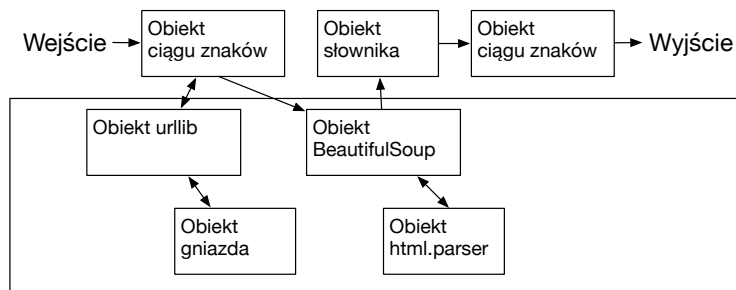 Wejście
Obiekt
ciągu znaków
Obiekt
słownika
Obiekt
ciągu znaków
Wyjście
Obiekt urllib
Obiekt
BeautifulSoup
Obiekt
gniazda
Obiekt
html.parser